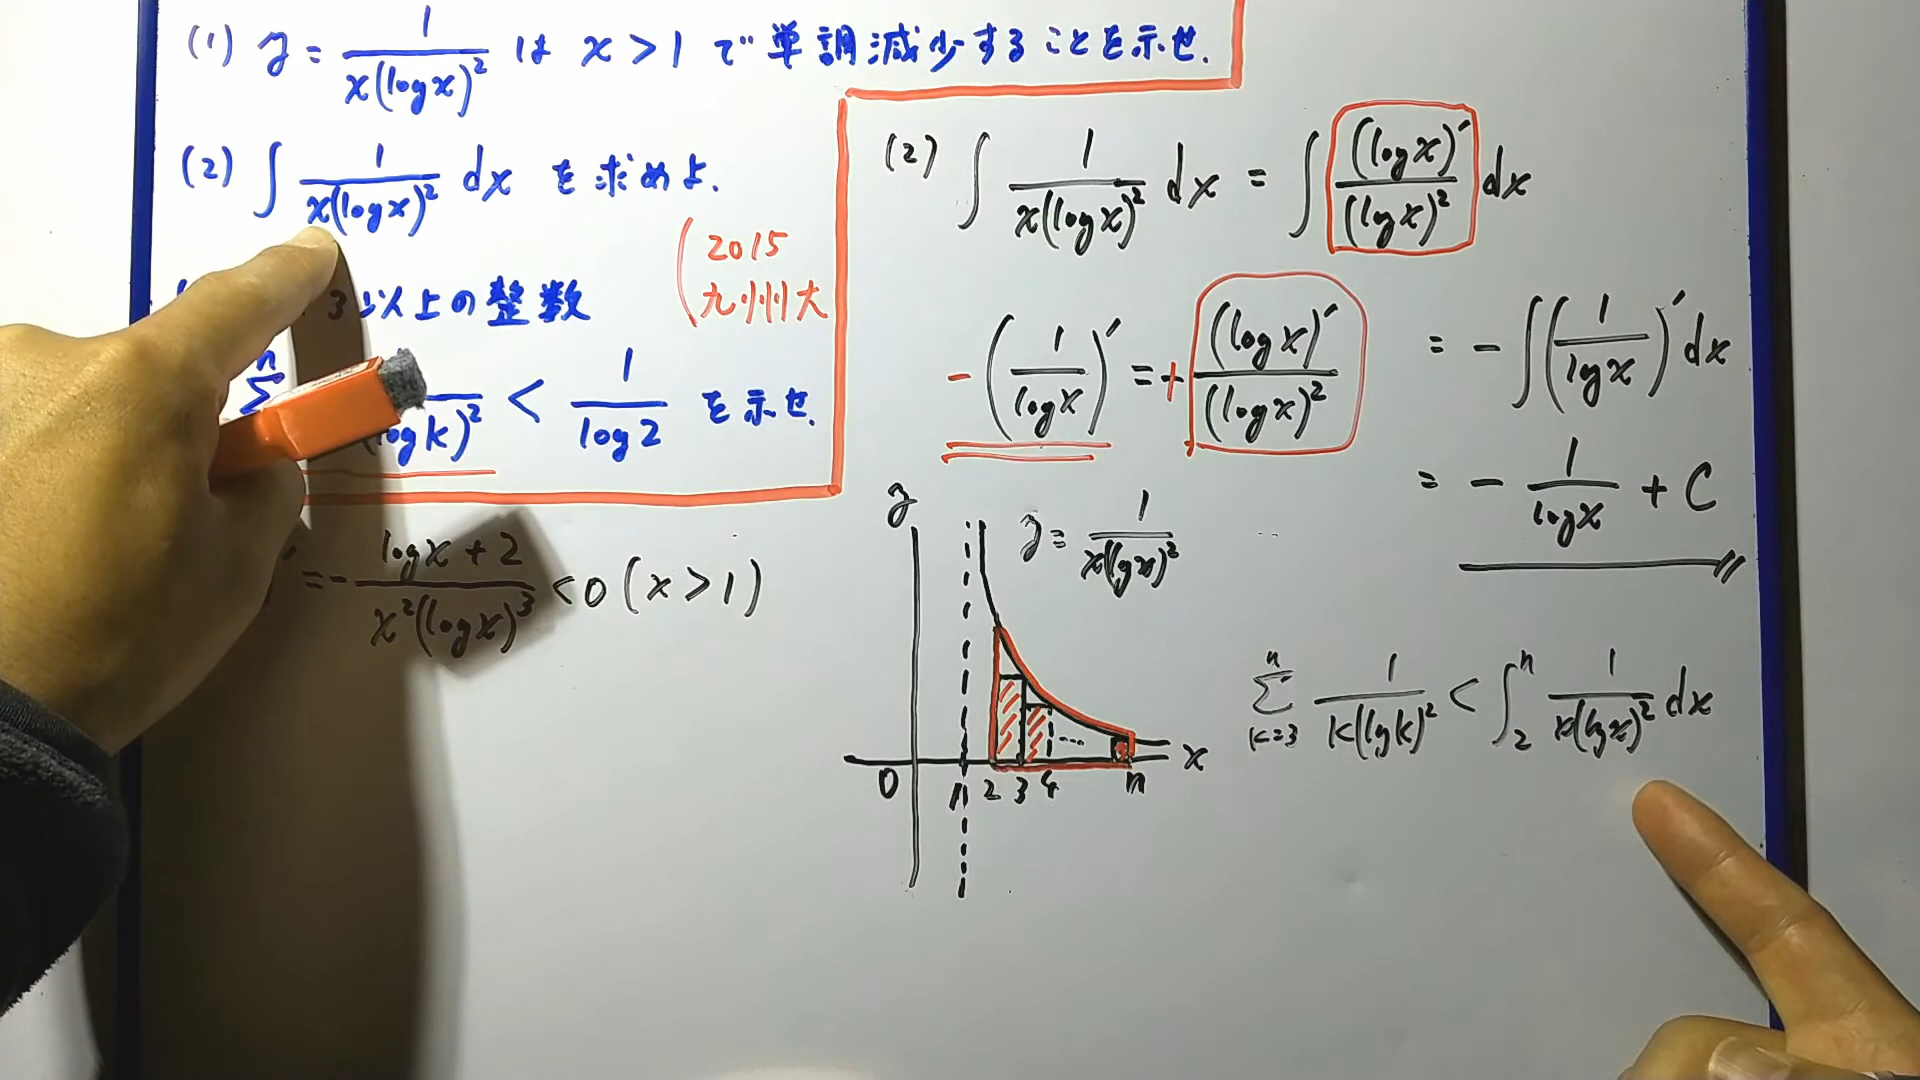 (1) y = 1/(x(log x)²) は x > 1 で単調減少することを示せ.
(2) ∫ 1/(x(log x)²) dx を求めよ.
3以上の整数
(2015
九州大
n
Σ (log k)² < 1/log 2 を示せ.
= - (log x + 2)/(x²(log x)³) < 0 (x > 1)
(2) ∫ 1/(x(log x)²) dx = ∫ (log x)′/(log x)² dx
-(1/log x)′ = + (log x)′/(log x)²
= - ∫ (1/log x)′ dx
= - 1/log x + C
y
y = 1/(x(log x)²)
0 1 2 3 4 ... n x
Σ_{k=3}^{n} 1/(k(log k)²) < ∫_2^n 1/(x(log x)²) dx